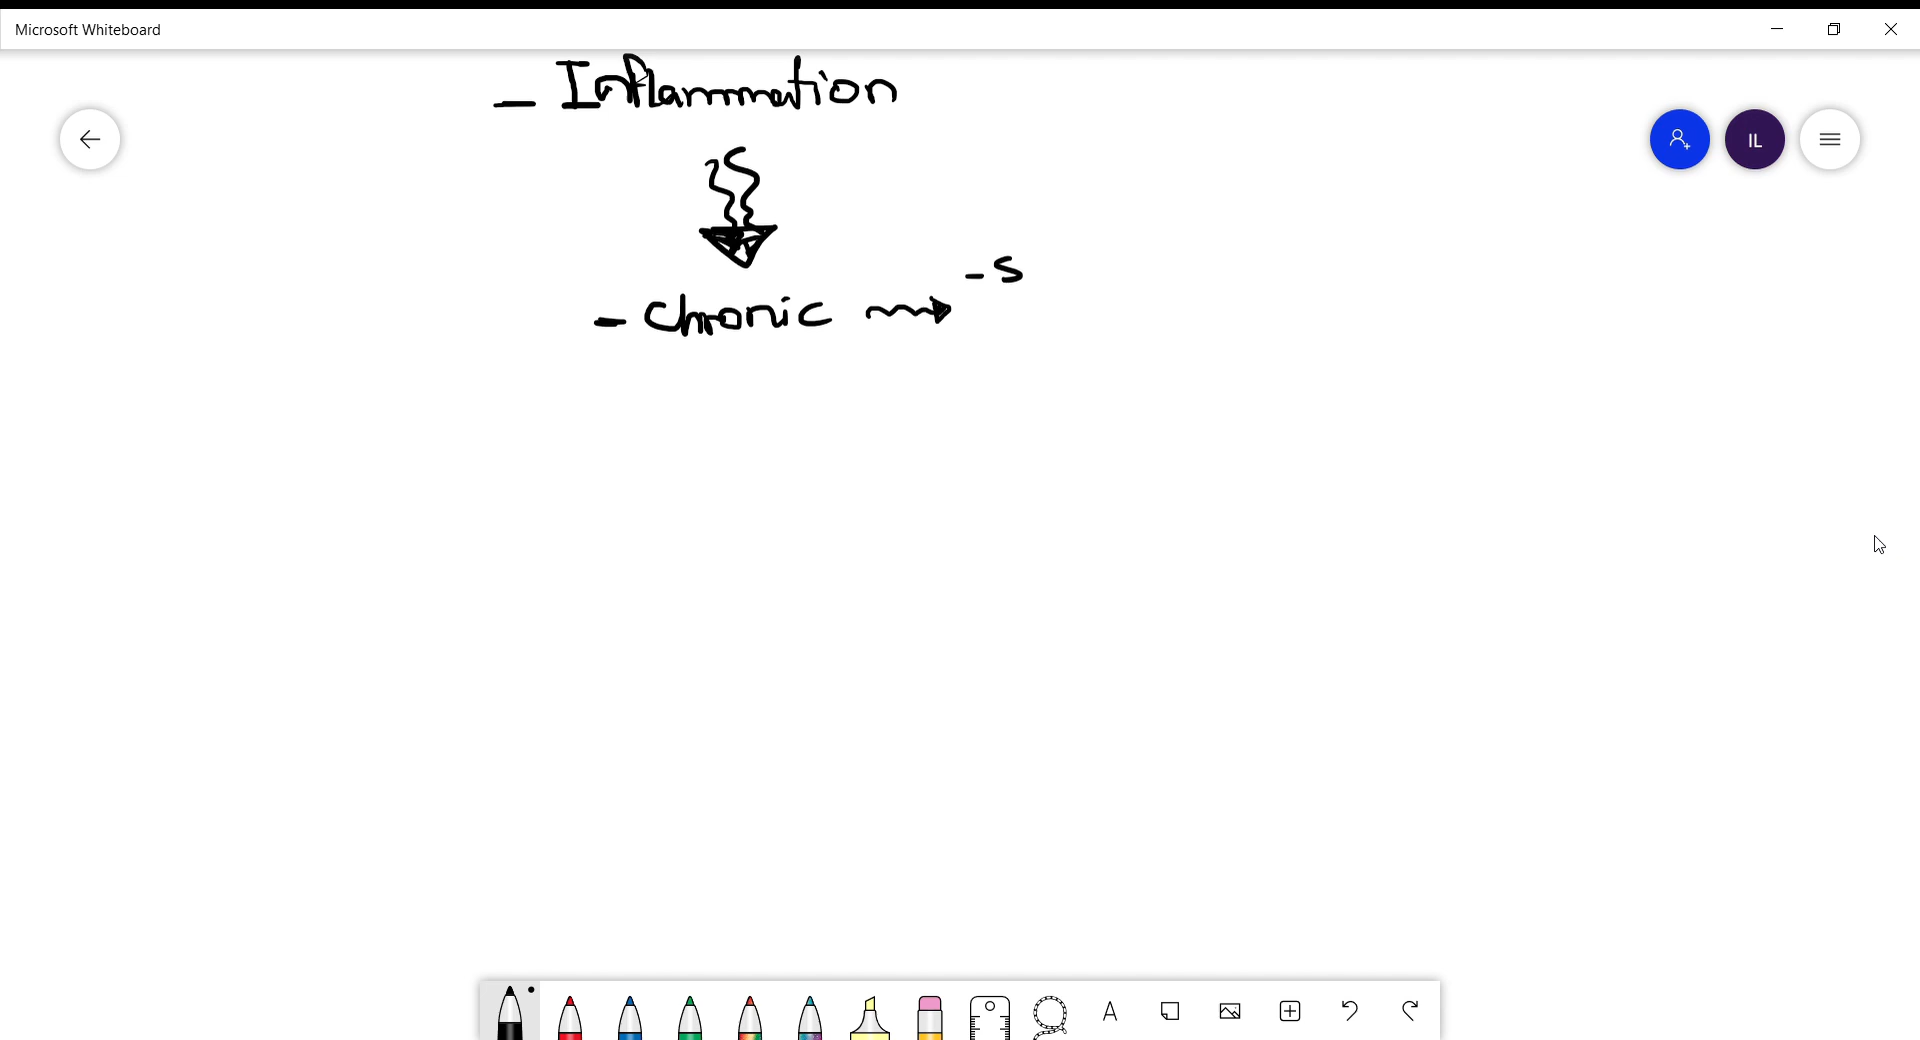 Microsoft Whiteboard
- Inflammation
IL
- S
- Chronic
A